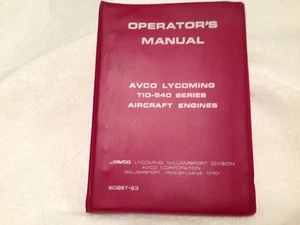 OPERATOR'S
MANUAL
AVCO LYCOMING
TIO-540 SERIES
AIRCRAFT ENGINES
AVCO LYCOMING WILLIAMSPORT DIVISION
AVCO CORPORATION
WILLIAMSPORT, PENNSYLVANIA 17701
60297-23